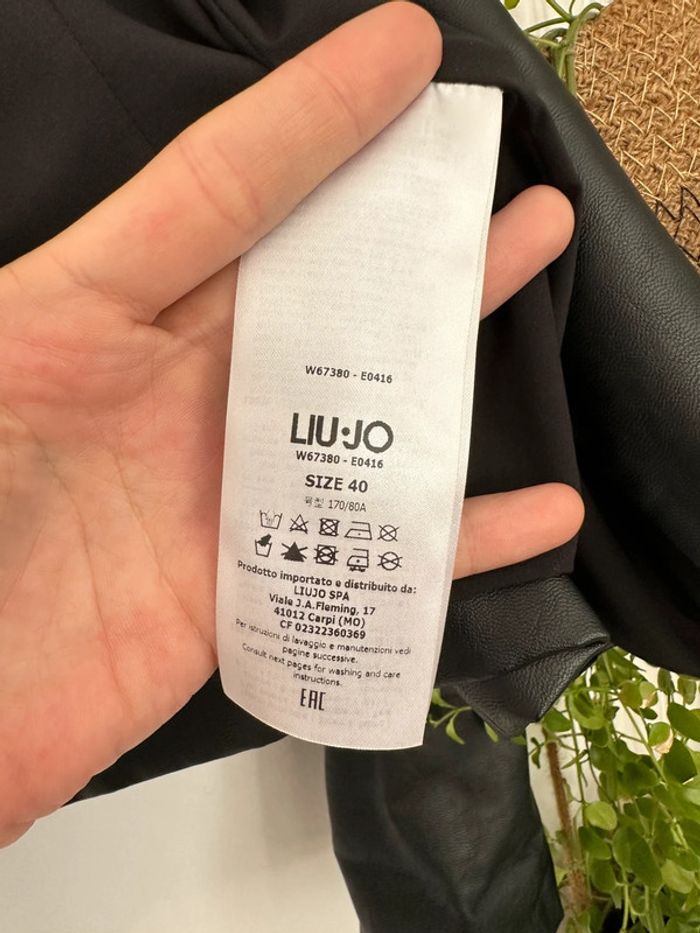 W67380 - E0416
LIU·JO
W67380 - E0416
SIZE 40
号型 170/80A
Prodotto importato e distribuito da:
LIUJO SPA
Viale J.A.Fleming, 17
41012 Carpi (MO)
CF 02322360369
Per istruzioni di lavaggio e manutenzioni vedi
pagine successive.
Consult next pages for washing and care
instructions.
EAC